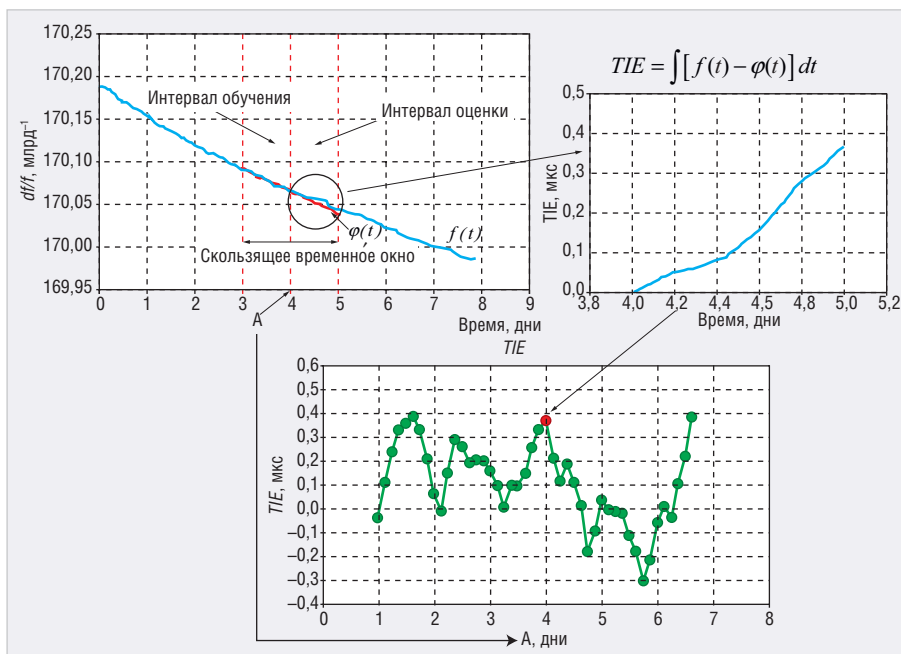 170,25
170,20
170,15
170,10
170,05
170,00
169,95
df/f, млрд⁻¹
Интервал обучения
Интервал оценки
φ(t)
f(t)
Скользящее временное окно
0 1 2 3 4 5 6 7 8 9
A
Время, дни
TIE = ∫[f(t) − φ(t)]dt
0,5
0,4
0,3
0,1
0,1
0,0
TIE, мкс
3,8 4,0 4,2 4,4 4,6 4,8 5,0 5,2
Время, дни
TIE
0,6
0,5
0,4
0,3
0,2
0,1
0,0
–0,1
–0,2
–0,3
–0,4
TIE, мкс
0 1 2 3 4 5 6 7 8
А, дни